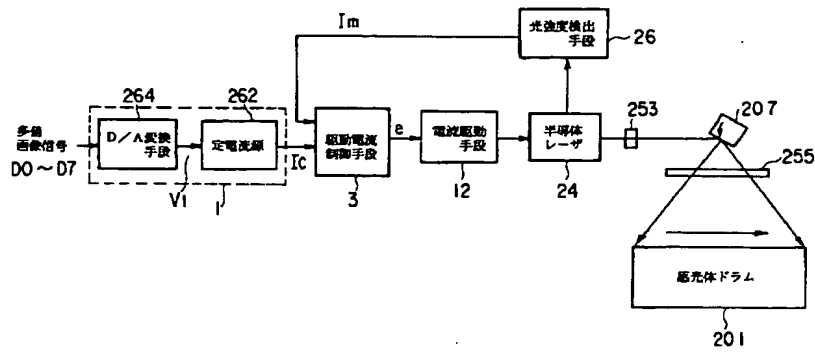 Im
光強度検出
手段
26
264
262
253
207
多値
画像信号
D0～D7
D/A変換
手段
定電流源
駆動電流
制御手段
e
電流駆動
手段
半導体
レーザ
255
V1
1
Ic
3
12
24
感光体ドラム
201